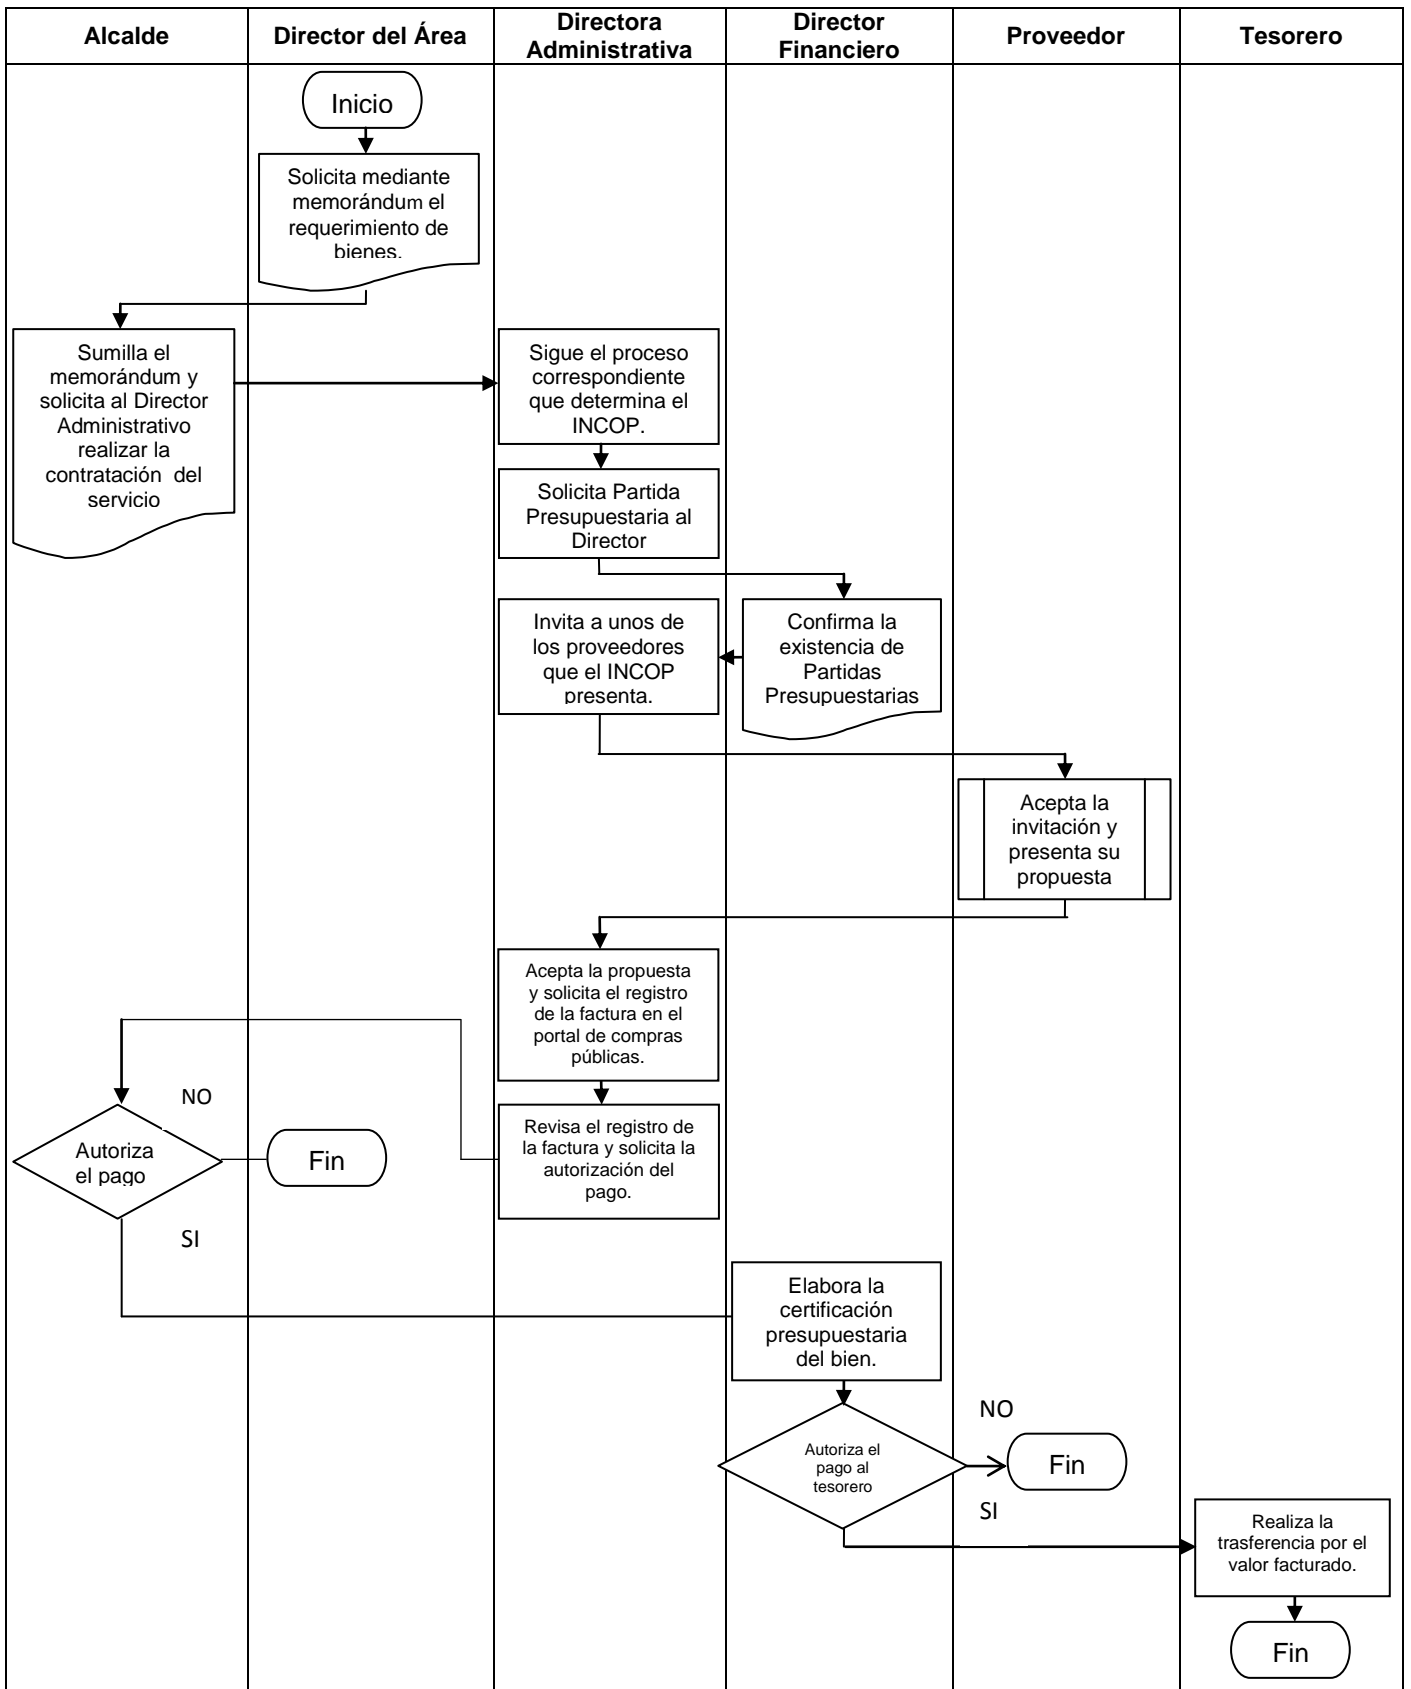 Alcalde
Director del Área
Directora
Administrativa
Director
Financiero
Proveedor
Tesorero
Inicio
Solicita mediante
memorándum el
requerimiento de
bienes.
Sumilla el
memorándum y
solicita al Director
Administrativo
realizar la
contratación  del
servicio
Sigue el proceso
correspondiente
que determina el
INCOP.
Solicita Partida
Presupuestaria al
Director
Confirma la
existencia de
Partidas
Presupuestarias
Invita a unos de
los proveedores
que el INCOP
presenta.
Acepta la
invitación y
presenta su
propuesta
Acepta la propuesta
y solicita el registro
de la factura en el
portal de compras
públicas.
Revisa el registro de
la factura y solicita la
autorización del
pago.
Autoriza
el pago
NO
Fin
SI
Elabora la
certificación
presupuestaria
del bien.
Autoriza el
pago al
tesorero
NO
Fin
SI
Realiza la
trasferencia por el
valor facturado.
Fin